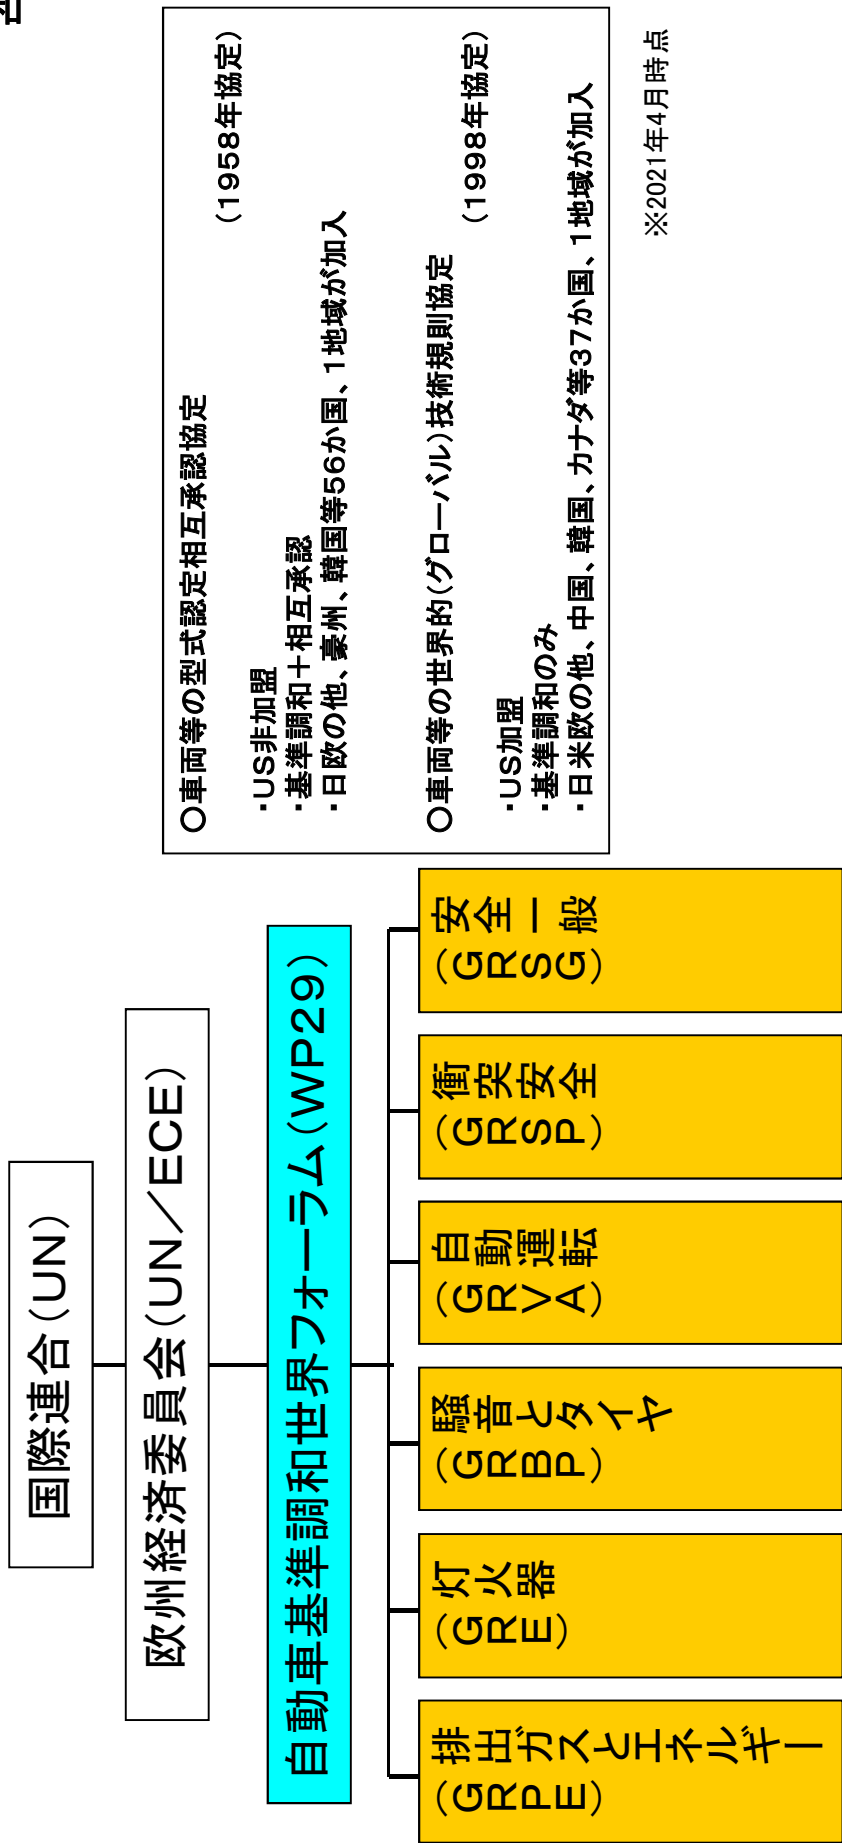 国際連合(UN)
欧州経済委員会(UN/ECE)
自動車基準調和世界フォーラム(WP29)
排出ガスとエネルギー
(GRPE)
灯火器
(GRE)
騒音とタイヤ
(GRBP)
自動運転
(GRVA)
衝突安全
(GRSP)
安全一般
(GRSG)
○車両等の型式認定相互承認協定
(1958年協定)
・US非加盟
・基準調和+相互承認
・日欧の他、豪州、韓国等56か国、1地域が加入
○車両等の世界的(グローバル)技術規則協定
(1998年協定)
・US加盟
・基準調和のみ
・日米欧の他、中国、韓国、カナダ等37か国、1地域が加入
※2021年4月時点